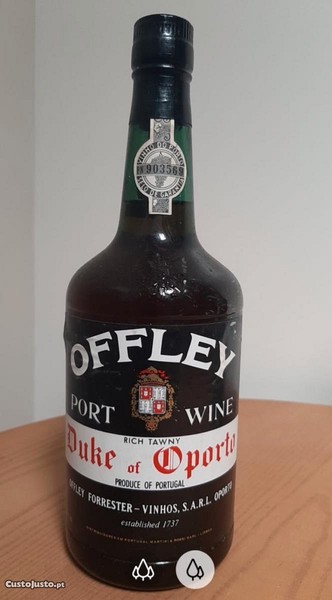 VINHO DO PORTO
903569
SELO DE GARANTIA
OFFLEY
PORT WINE
RICH TAWNY
Duke of Oporto
PRODUCE OF PORTUGAL
OFFLEY FORRESTER - VINHOS, S.A.R.L. OPORTO
established 1737
CustoJusto.pt